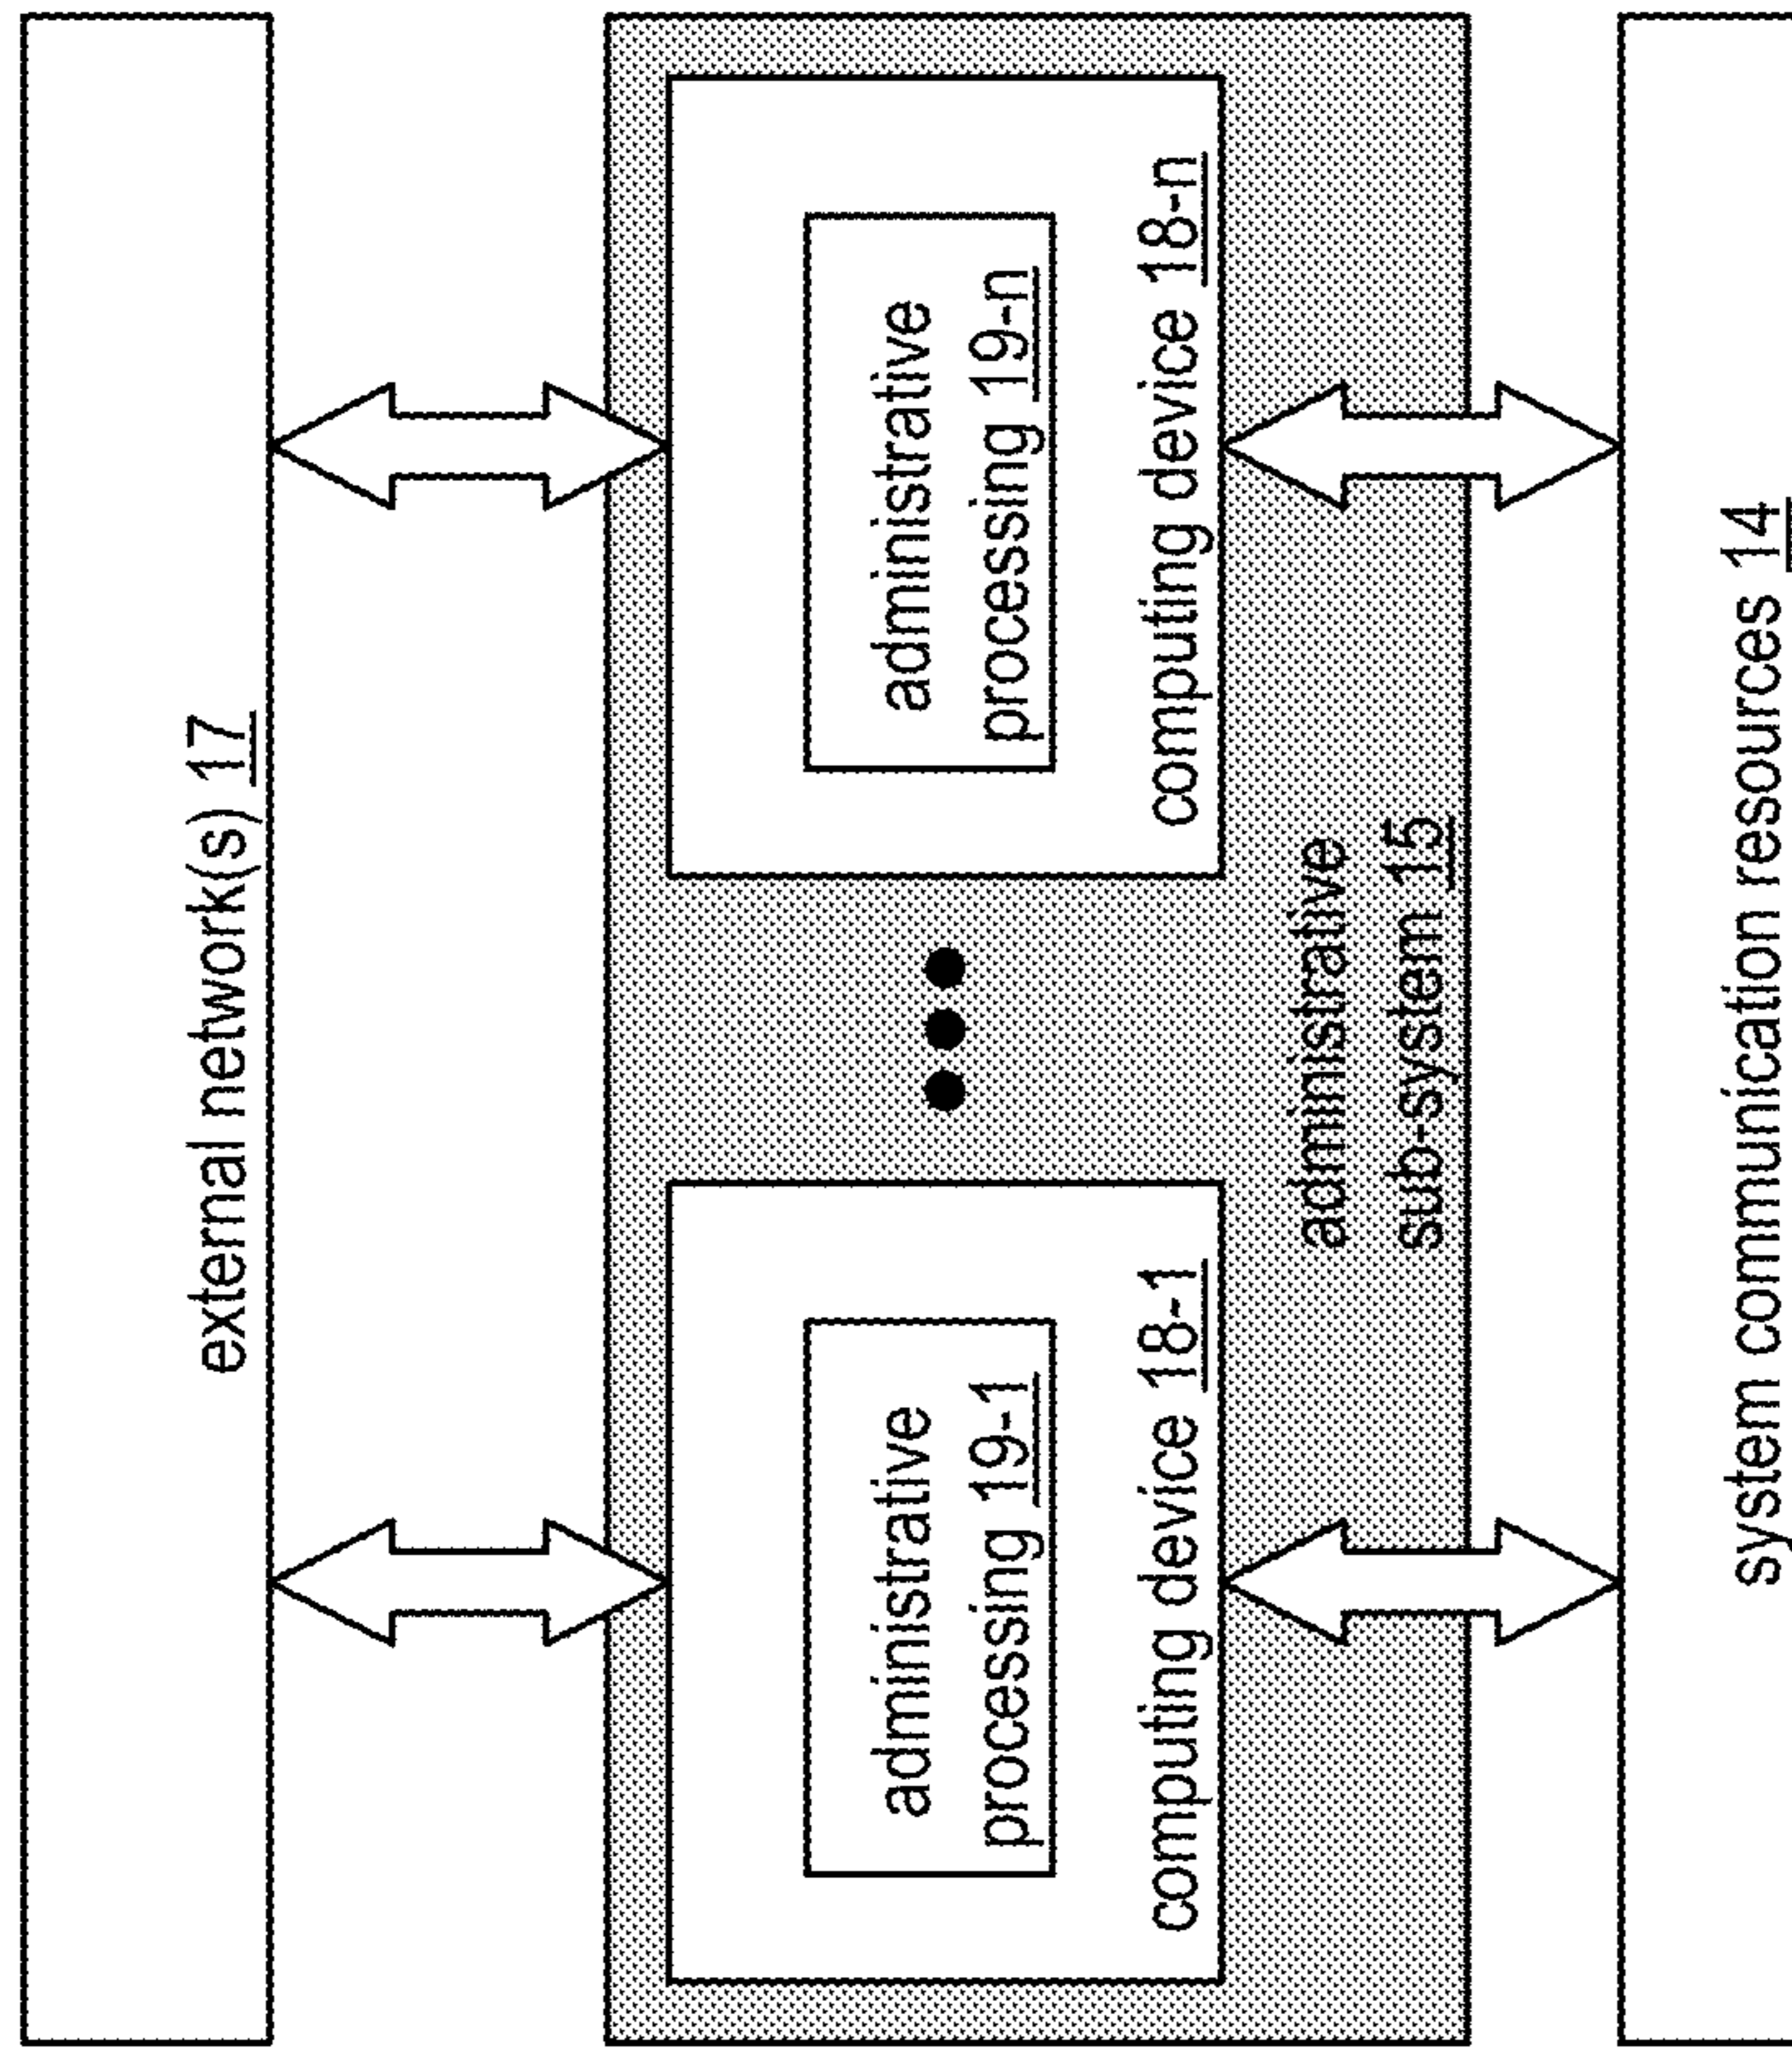 external network(s) 17
administrative
processing 19-1
computing device 18-1
administrative
processing 19-n
computing device 18-n
administrative
sub-system 15
system communication resources 14